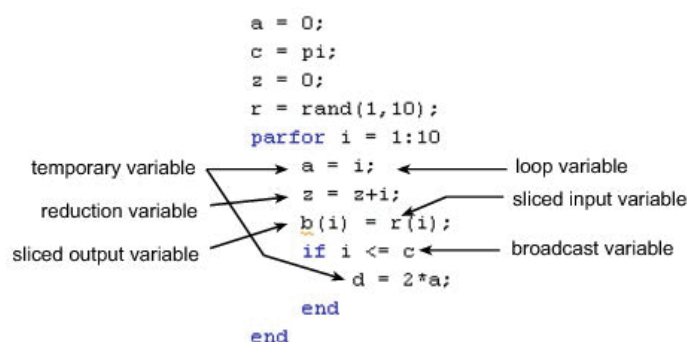 a = 0;
c = pi;
z = 0;
r = rand(1,10);
parfor i = 1:10
temporary variable a = i; loop variable
reduction variable z = z+i; sliced input variable
sliced output variable b(i) = r(i); broadcast variable
if i <= c
d = 2*a;
end
end